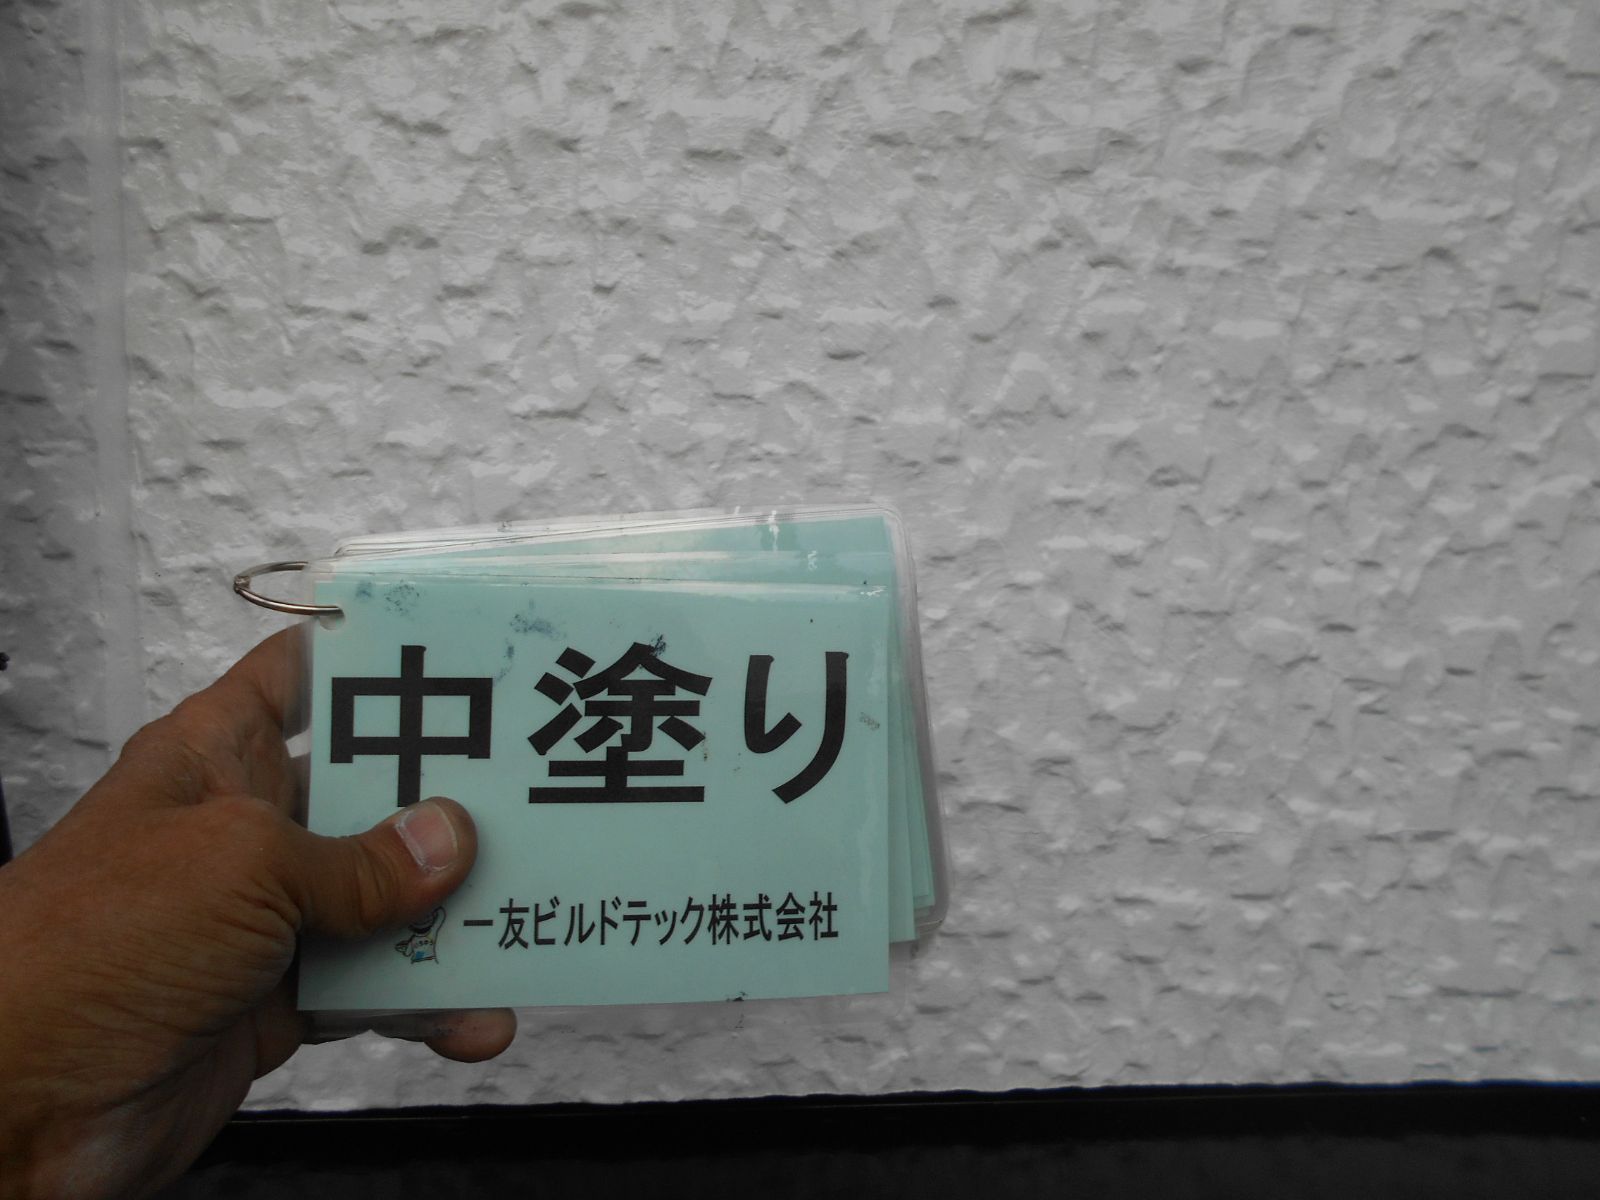 中塗り
一友ビルドテック株式会社